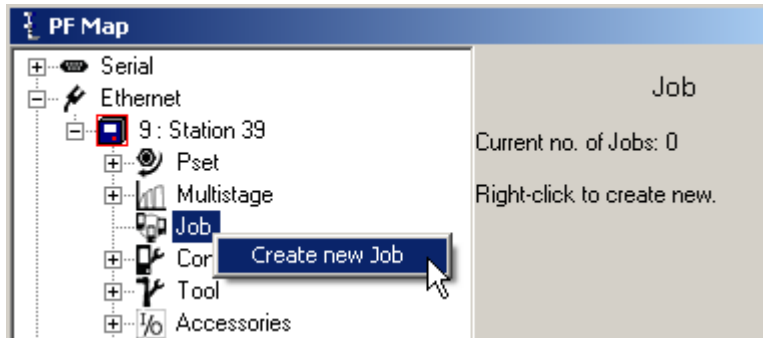 PF Map
Serial
Ethernet
9 : Station 39
Pset
Multistage
Job
Create new Job
Tool
I/o Accessories
Job
Current no. of Jobs: 0
Right-click to create new.